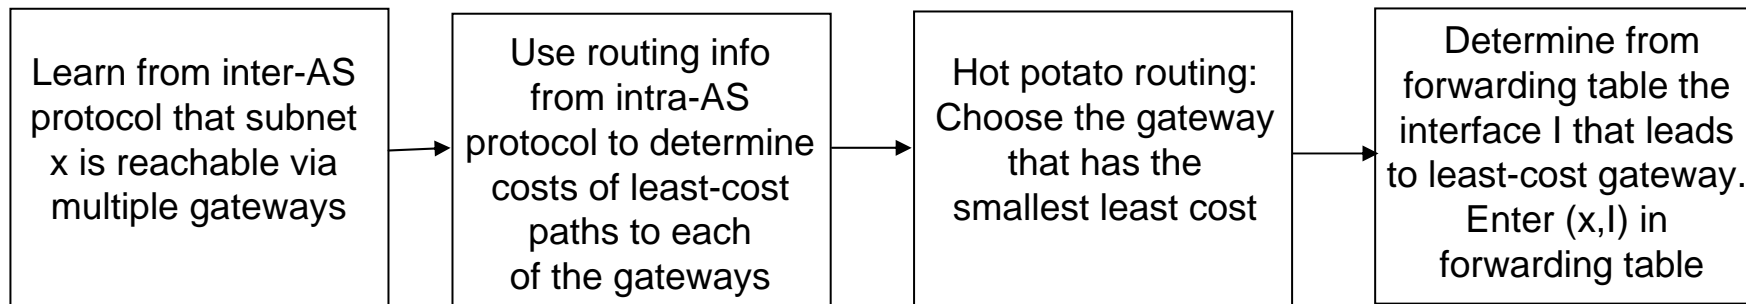 Learn from inter-AS
protocol that subnet
x is reachable via
multiple gateways
Use routing info
from intra-AS
protocol to determine
costs of least-cost
paths to each
of the gateways
Hot potato routing:
Choose the gateway
that has the
smallest least cost
Determine from
forwarding table the
interface I that leads
to least-cost gateway.
Enter (x,I) in
forwarding table